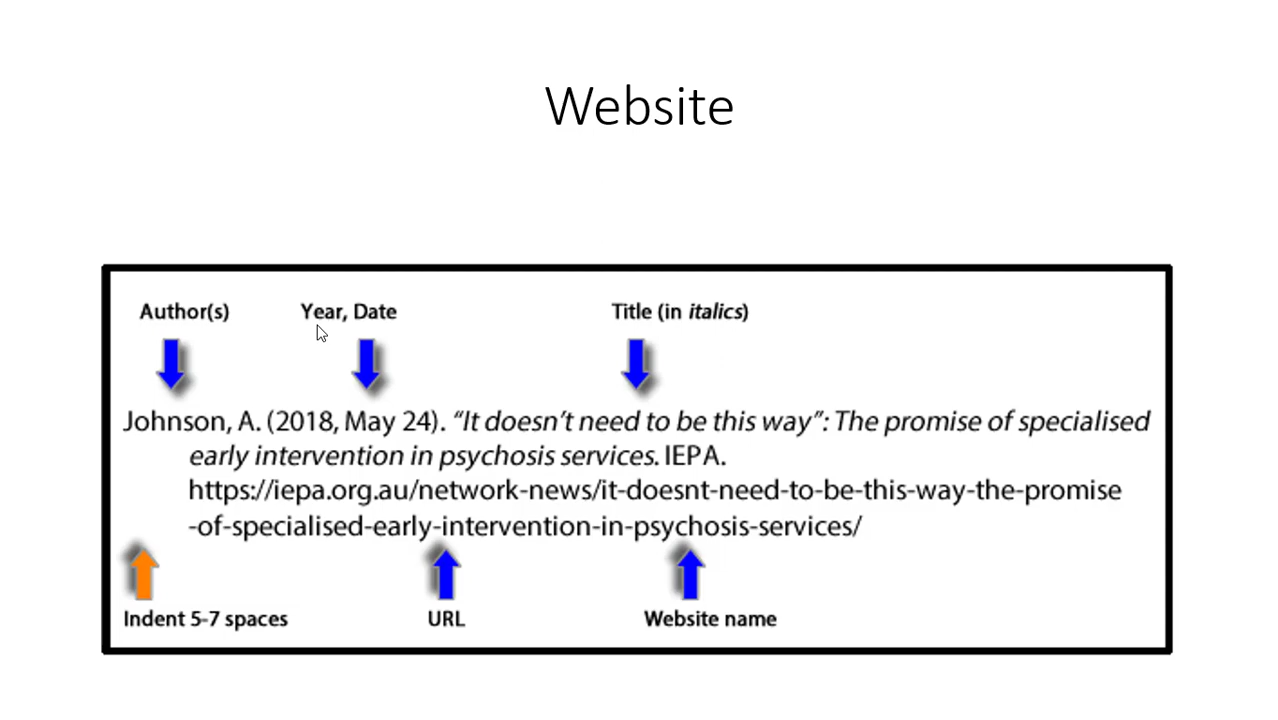 Website
Author(s) Year, Date Title (in italics)
Johnson, A. (2018, May 24). “It doesn’t need to be this way”: The promise of specialised
early intervention in psychosis services. IEPA.
https://iepa.org.au/network-news/it-doesnt-need-to-be-this-way-the-promise
-of-specialised-early-intervention-in-psychosis-services/
Indent 5-7 spaces URL Website name